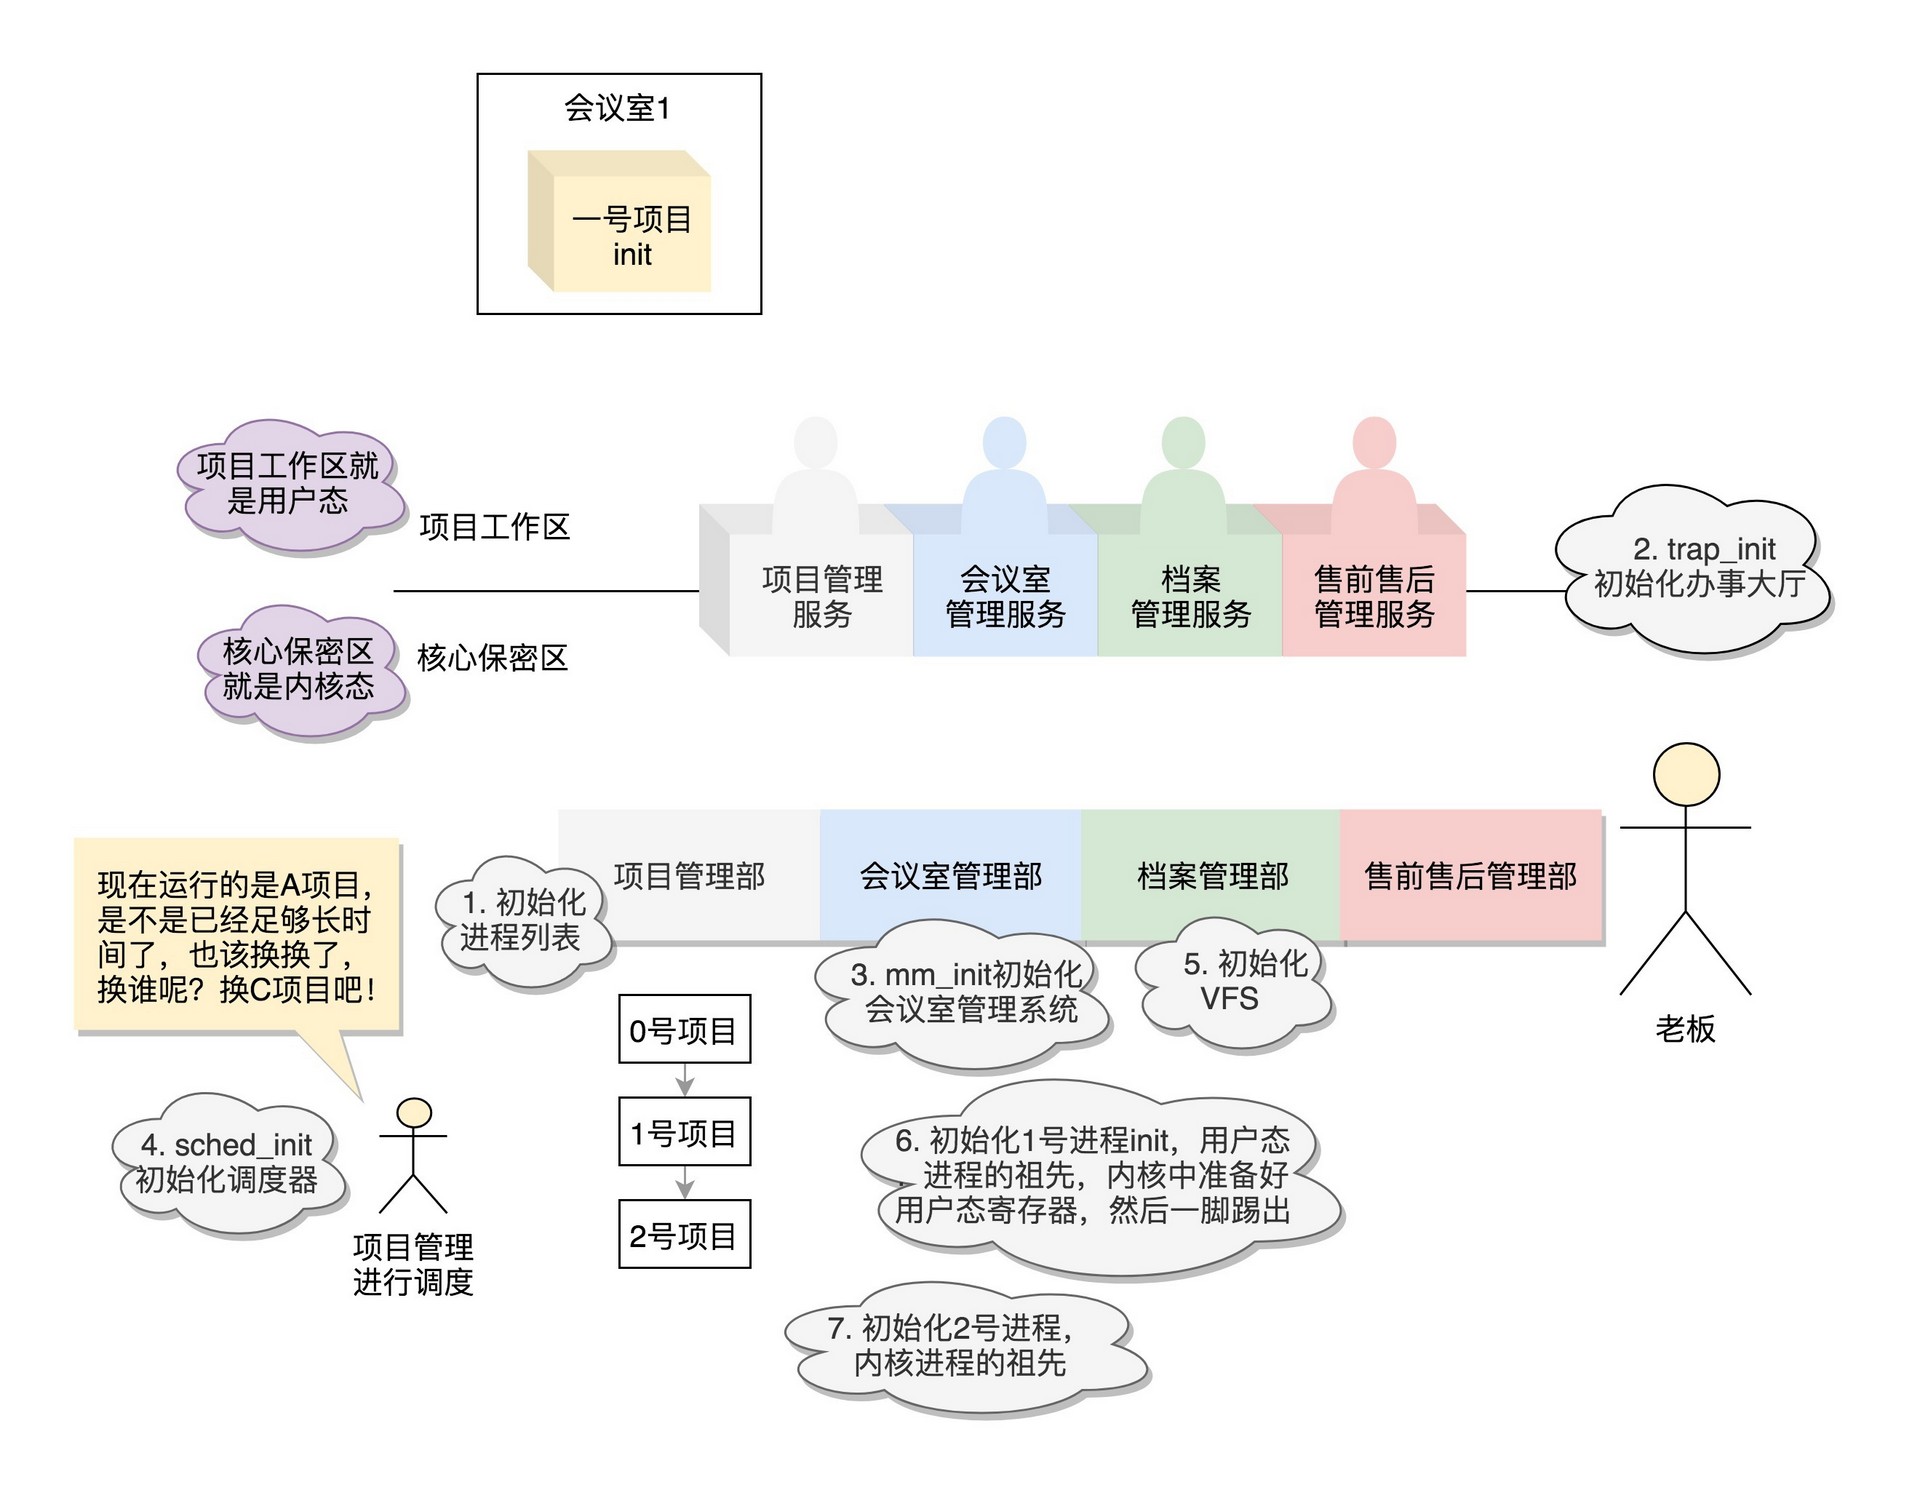 会议室1
一号项目
init
项目工作区就
是用户态
项目工作区
核心保密区
就是内核态
核心保密区
项目管理
服务
会议室
管理服务
档案
管理服务
售前售后
管理服务
2. trap_init
初始化办事大厅
项目管理部
会议室管理部
档案管理部
售前售后管理部
老板
1. 初始化
进程列表
3. mm_init初始化
会议室管理系统
5. 初始化
VFS
现在运行的是A项目，
是不是已经足够长时
间了，也该换换了，
换谁呢？换C项目吧！
4. sched_init
初始化调度器
项目管理
进行调度
0号项目
1号项目
2号项目
6. 初始化1号进程init，用户态
进程的祖先，内核中准备好
用户态寄存器，然后一脚踢出
7. 初始化2号进程，
内核进程的祖先